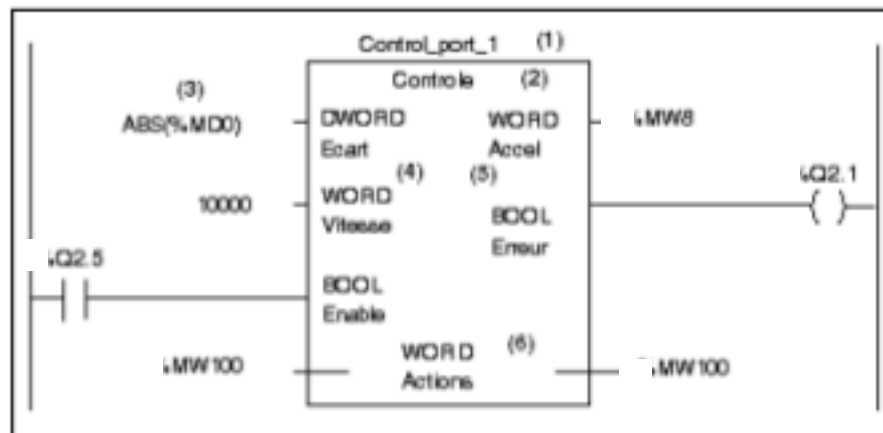 Control_port_1 (1)
Controle (2)
(3)
ABS(%MD0)
DWORD
Ecart
WORD
Accel
%MW8
(4)
(5)
10000
WORD
Vitesse
BOOL
Erreur
%Q2.1
%Q2.5
BOOL
Enable
%MW100
WORD
Actions
(6)
%MW100